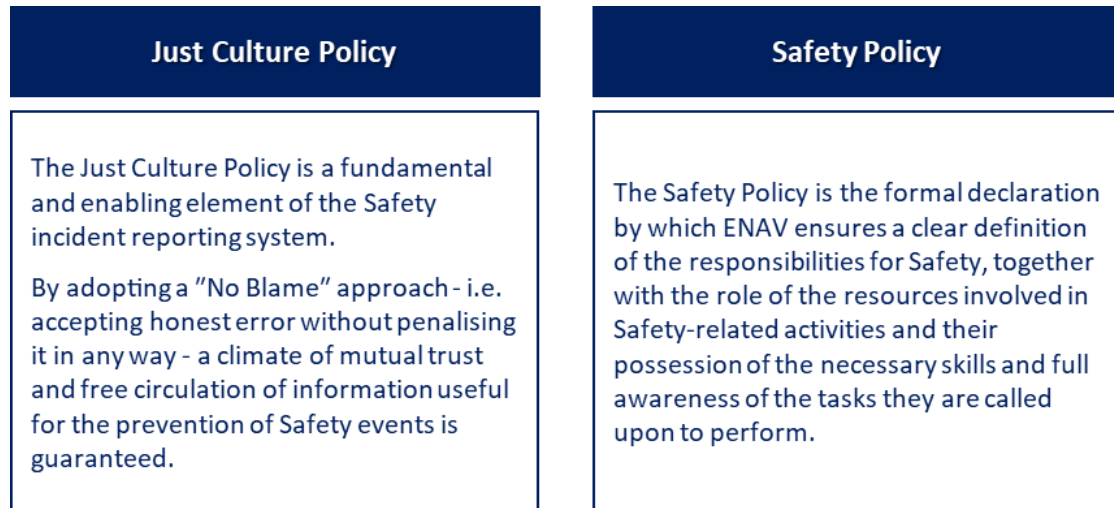 Just Culture Policy
The Just Culture Policy is a fundamental
and enabling element of the Safety
incident reporting system.
By adopting a "No Blame" approach - i.e.
accepting honest error without penalising
it in any way - a climate of mutual trust
and free circulation of information useful
for the prevention of Safety events is
guaranteed.
Safety Policy
The Safety Policy is the formal declaration
by which ENAV ensures a clear definition
of the responsibilities for Safety, together
with the role of the resources involved in
Safety-related activities and their
possession of the necessary skills and full
awareness of the tasks they are called
upon to perform.